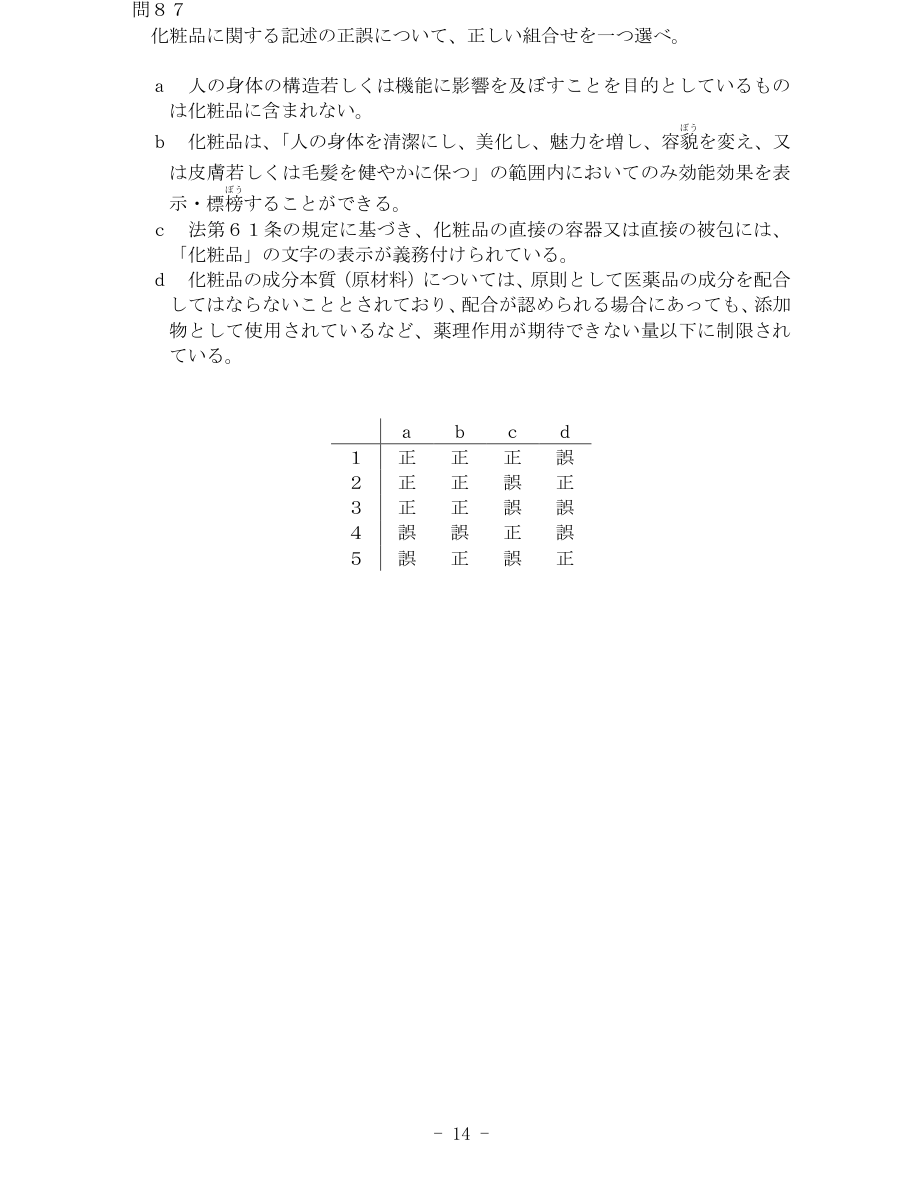 問８７
化粧品に関する記述の正誤について、正しい組合せを一つ選べ。
ａ　人の身体の構造若しくは機能に影響を及ぼすことを目的としているもの
は化粧品に含まれない。
ぼう
ｂ　化粧品は、「人の身体を清潔にし、美化し、魅力を増し、容貌を変え、又
は皮膚若しくは毛髪を健やかに保つ」の範囲内においてのみ効能効果を表
ぼう
示・標榜することができる。
ｃ　法第６１条の規定に基づき、化粧品の直接の容器又は直接の被包には、
「化粧品」の文字の表示が義務付けられている。
ｄ　化粧品の成分本質（原材料）については、原則として医薬品の成分を配合
してはならないこととされており、配合が認められる場合にあっても、添加
物として使用されているなど、薬理作用が期待できない量以下に制限され
ている。
ａ　ｂ　ｃ　ｄ
１　正　正　正　誤
２　正　正　誤　正
３　正　正　誤　誤
４　誤　誤　正　誤
５　誤　正　誤　正
- 14 -